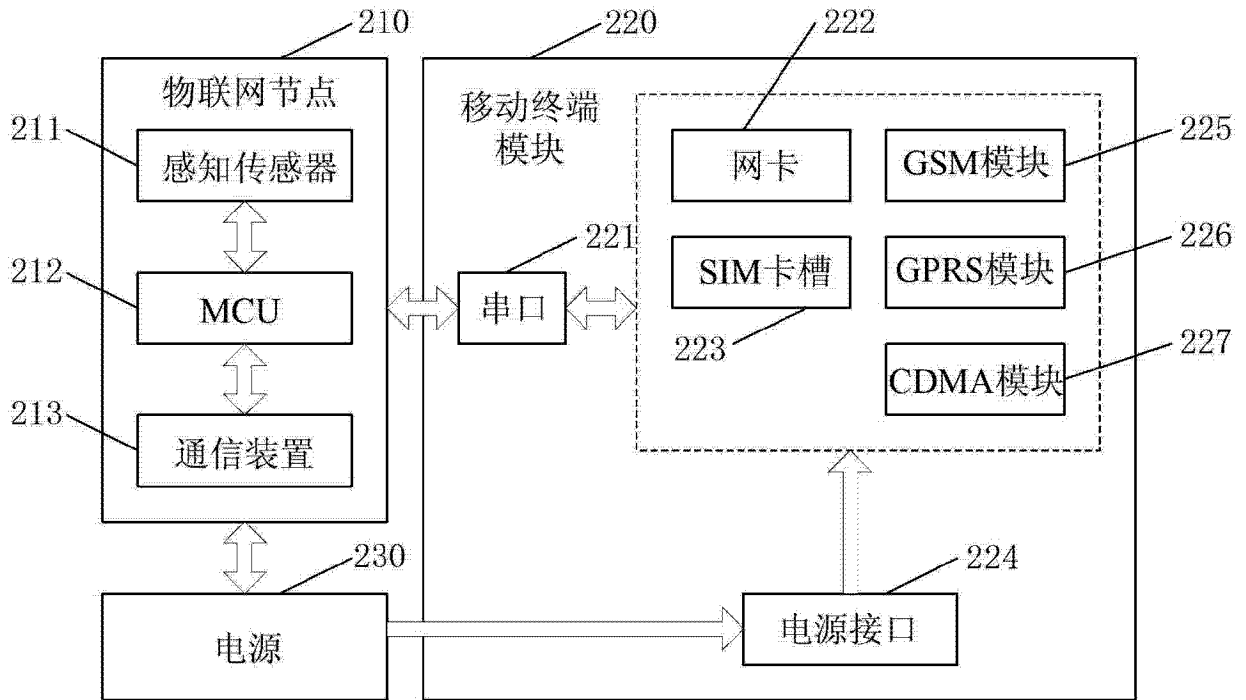 210
220
222
物联网节点
移动终端
模块
211
感知传感器
网卡
GSM模块
225
221
212
MCU
串口
SIM卡槽
223
GPRS模块
226
CDMA模块
227
213
通信装置
230
224
电源
电源接口